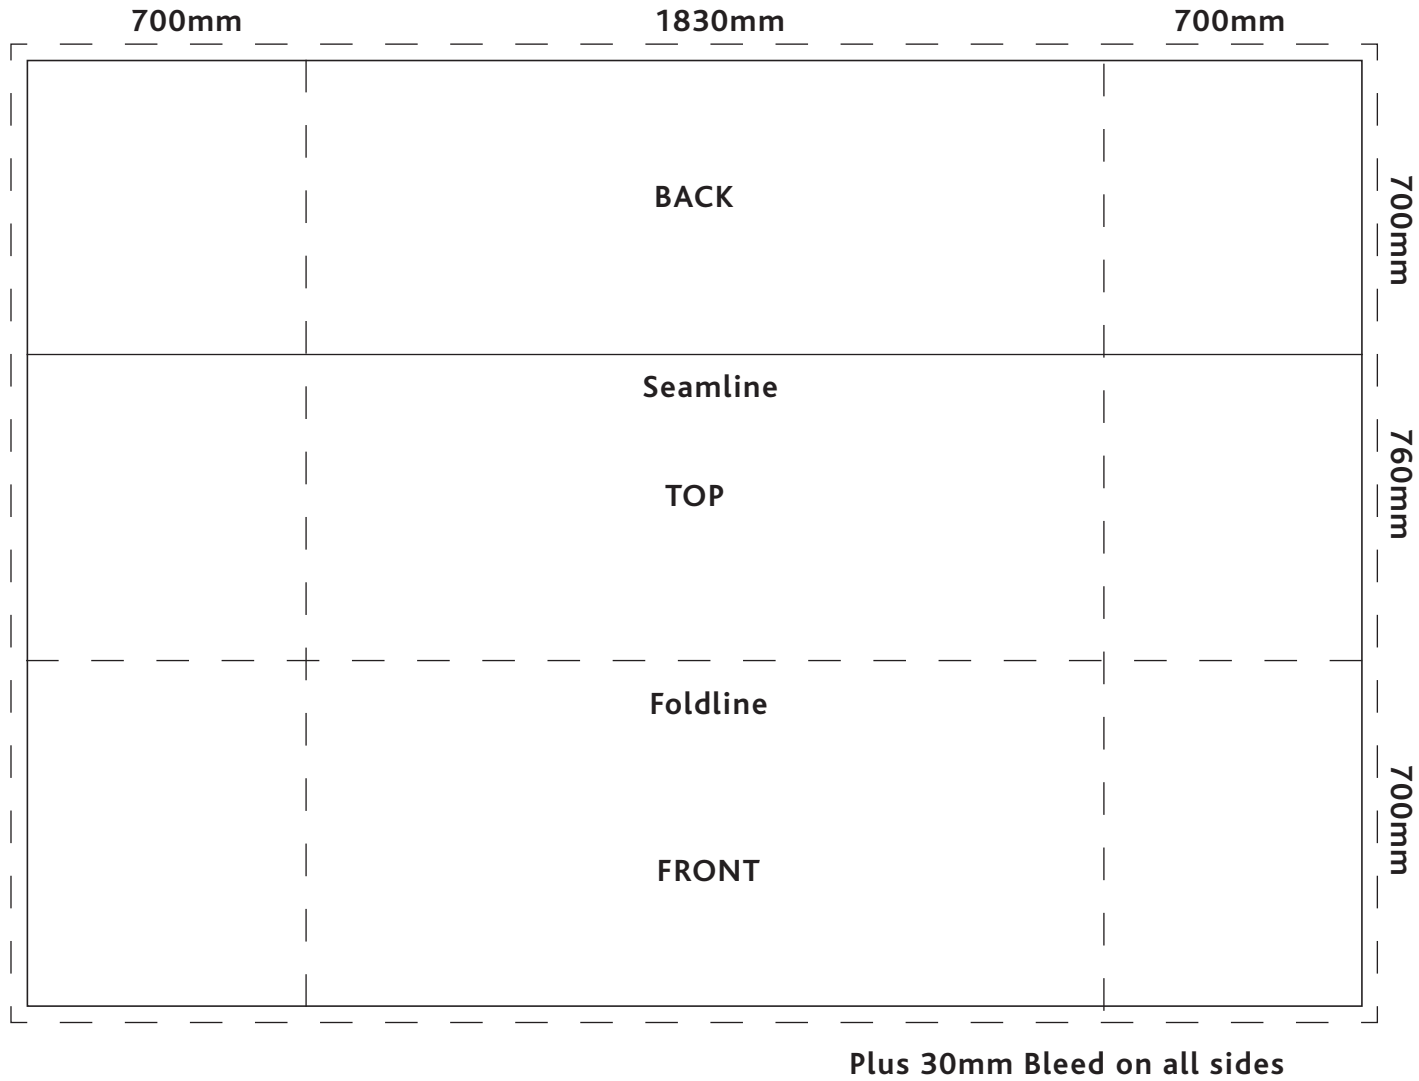 700mm 1830mm 700mm
BACK
700mm
Seamline
760mm
TOP
Foldline
700mm
FRONT
Plus 30mm Bleed on all sides